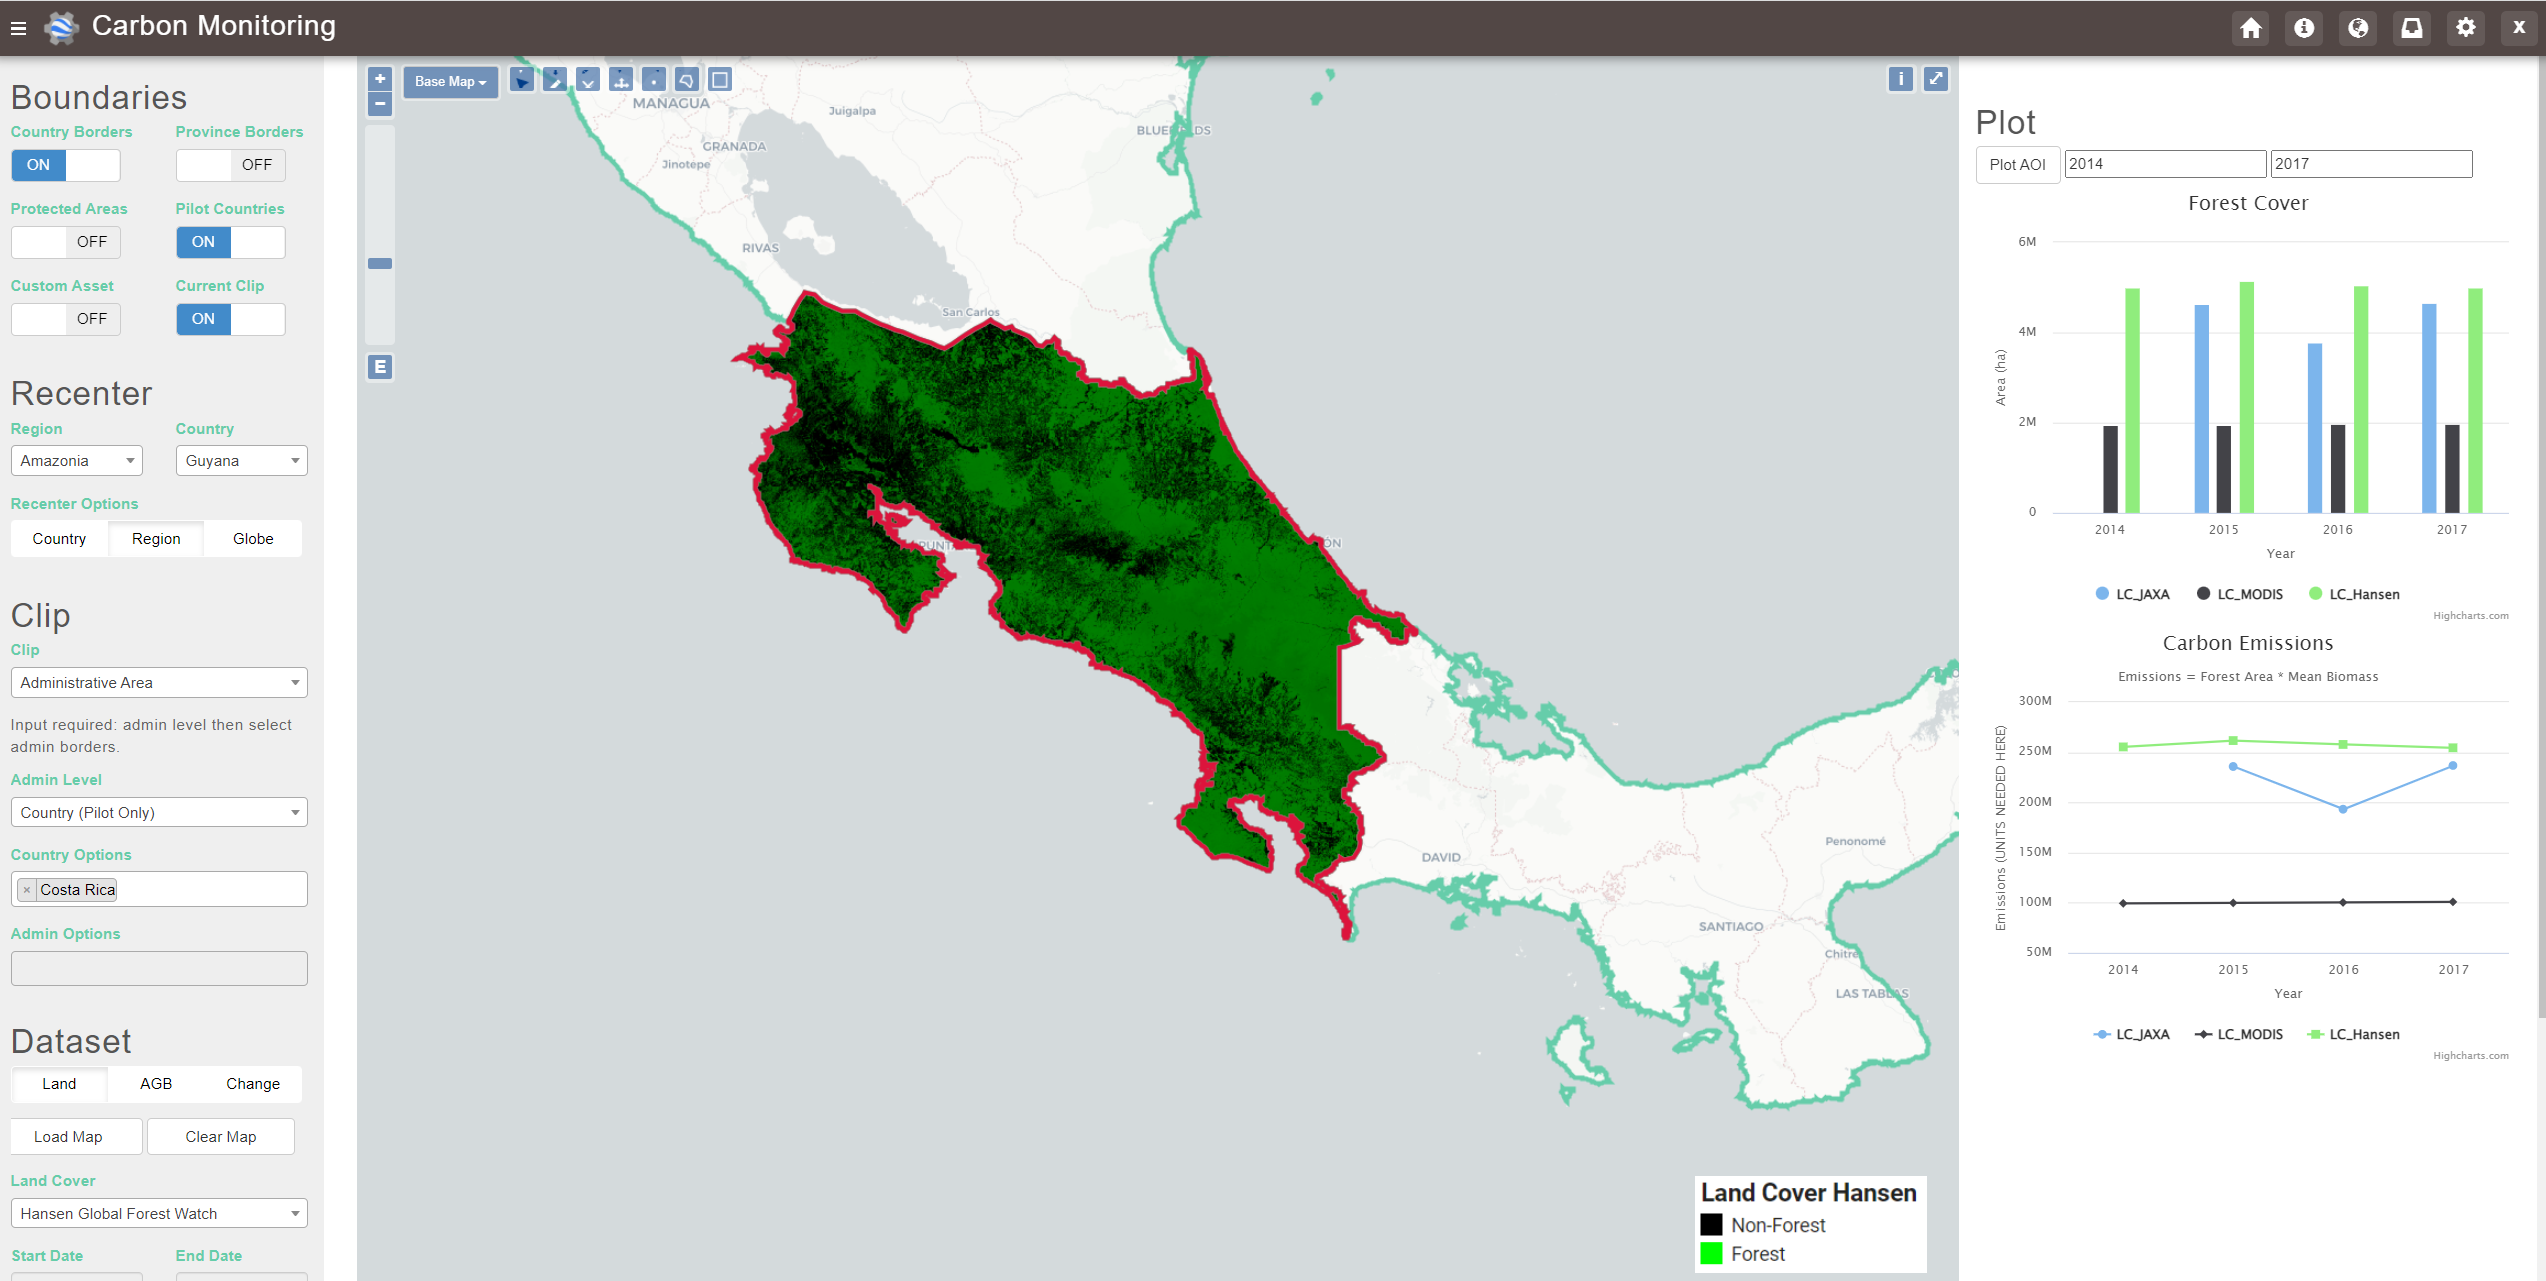 Carbon Monitoring
X
Boundaries
Country Borders
Province Borders
ON
OFF
Protected Areas
Pilot Countries
OFF
ON
Custom Asset
Current Clip
OFF
ON
Recenter
Region
Country
Amazonia
Guyana
Recenter Options
Country
Region
Globe
Clip
Clip
Administrative Area
Input required: admin level then select
admin borders.
Admin Level
Country (Pilot Only)
Country Options
× Costa Rica
Admin Options
Dataset
Land
AGB
Change
Load Map
Clear Map
Land Cover
Hansen Global Forest Watch
Start Date
End Date
+
−
Base Map
E
i
MANAGUA
Juigalpa
BLUEFIELDS
GRANADA
Jinotepe
RIVAS
San Carlos
PUNT
ÓN
DAVID
Penonomé
SANTIAGO
Chitré
LAS TABLAS
Land Cover Hansen
Non-Forest
Forest
Plot
Plot AOI
2014
2017
Forest Cover
6M
4M
2M
0
Area (ha)
2014
2015
2016
2017
Year
LC_JAXA
LC_MODIS
LC_Hansen
Highcharts.com
Carbon Emissions
Emissions = Forest Area * Mean Biomass
300M
250M
200M
150M
100M
50M
Emissions (UNITS NEEDED HERE)
2014
2015
2016
2017
Year
LC_JAXA
LC_MODIS
LC_Hansen
Highcharts.com